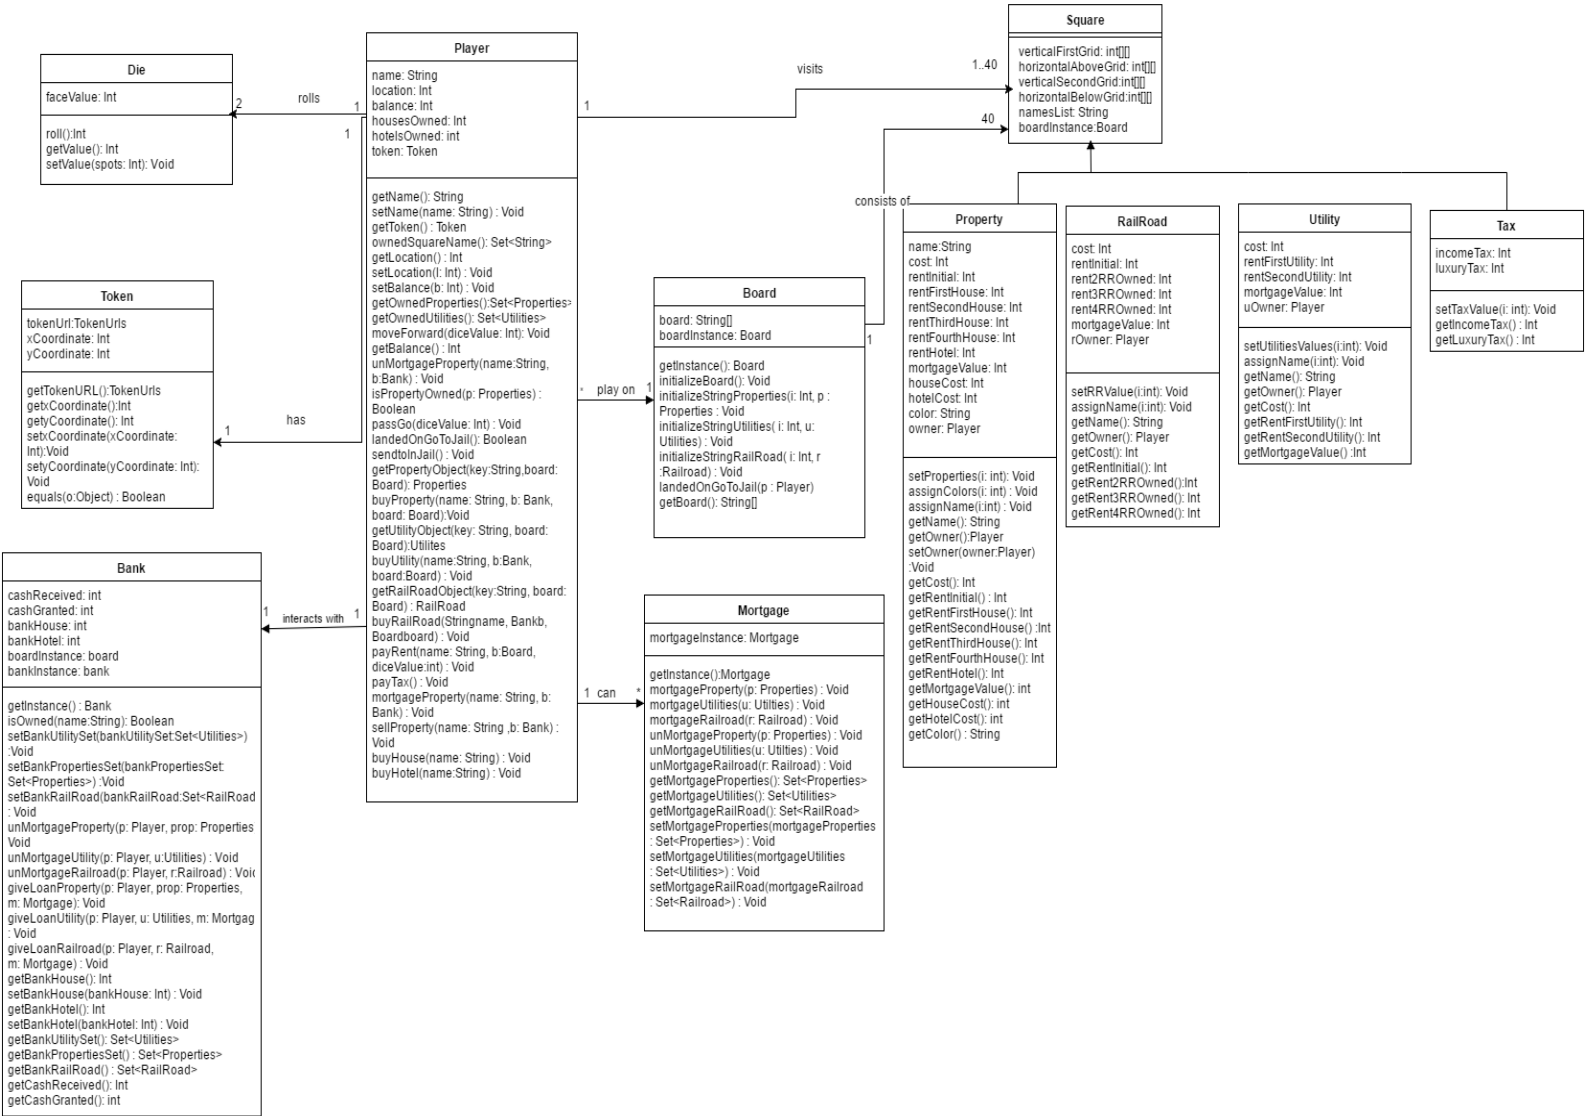 Die
faceValue: Int
roll():Int
getValue(): Int
setValue(spots: Int): Void
2
rolls
1
1
Player
name: String
location: Int
balance: Int
housesOwned: Int
hotelsOwned: int
token: Token
getName(): String
setName(name: String) : Void
getToken() : Token
ownedSquareName(): Set<String>
getLocation() : Int
setLocation(l: Int) : Void
setBalance(b: Int) : Void
getOwnedProperties():Set<Properties>
getOwnedUtilities(): Set<Utilities>
moveForward(diceValue: Int): Void
getBalance() : Int
unMortgageProperty(name:String,
b:Bank) : Void
isPropertyOwned(p: Properties) :
Boolean
passGo(diceValue: Int) : Void
landedOnGoToJail(): Boolean
sendtoInJail() : Void
getPropertyObject(key:String,board:
Board): Properties
buyProperty(name: String, b: Bank,
board: Board):Void
getUtilityObject(key: String, board:
Board):Utilites
buyUtility(name:String, b:Bank,
board:Board) : Void
getRailRoadObject(key:String, board:
Board) : RailRoad
buyRailRoad(Stringname, Bankb,
Boardboard) : Void
payRent(name: String, b:Board,
diceValue:int) : Void
payTax() : Void
mortgageProperty(name: String, b:
Bank) : Void
sellProperty(name: String ,b: Bank) :
Void
buyHouse(name: String) : Void
buyHotel(name:String) : Void
1
visits
1..40
Square
verticalFirstGrid: int[][]
horizontalAboveGrid: int[][]
verticalSecondGrid:int[][]
horizontalBelowGrid:int[][]
namesList: String
boardInstance:Board
40
consists of
1
Token
tokenUrl:TokenUrls
xCoordinate: Int
yCoordinate: Int
getTokenURL():TokenUrls
getxCoordinate():Int
getyCoordinate(): Int
setxCoordinate(xCoordinate:
Int):Void
setyCoordinate(yCoordinate: Int):
Void
equals(o:Object) : Boolean
1
has
*
play on
1
Board
board: String[]
boardInstance: Board
getInstance(): Board
initializeBoard(): Void
initializeStringProperties(i: Int, p :
Properties : Void
initializeStringUtilities( i: Int, u:
Utilities) : Void
initializeStringRailRoad( i: Int, r
:Railroad) : Void
landedOnGoToJail(p : Player)
getBoard(): String[]
Property
name:String
cost: Int
rentInitial: Int
rentFirstHouse: Int
rentSecondHouse: Int
rentThirdHouse: Int
rentFourthHouse: Int
rentHotel: Int
mortgageValue: Int
houseCost: Int
hotelCost: Int
color: String
owner: Player
setProperties(i: int): Void
assignColors(i: int) : Void
assignName(i:int) : Void
getName(): String
getOwner():Player
setOwner(owner:Player)
:Void
getCost(): Int
getRentInitial() : Int
getRentFirstHouse(): Int
getRentSecondHouse() :Int
getRentThirdHouse(): Int
getRentFourthHouse(): Int
getRentHotel(): Int
getMortgageValue(): int
getHouseCost(): int
getHotelCost(): int
getColor() : String
RailRoad
cost: Int
rentInitial: Int
rent2RROwned: Int
rent3RROwned: Int
rent4RROwned: Int
mortgageValue: Int
rOwner: Player
setRRValue(i:int): Void
assignName(i:int): Void
getName(): String
getOwner(): Player
getCost(): Int
getRentInitial(): Int
getRent2RROwned():Int
getRent3RROwned(): Int
getRent4RROwned(): Int
Utility
cost: Int
rentFirstUtility: Int
rentSecondUtility: Int
mortgageValue: Int
uOwner: Player
setUtilitiesValues(i:int): Void
assignName(i:int): Void
getName(): String
getOwner(): Player
getCost(): Int
getRentFirstUtility(): Int
getRentSecondUtility(): Int
getMortgageValue() :Int
Tax
incomeTax: Int
luxuryTax: Int
setTaxValue(i: int): Void
getIncomeTax() : Int
getLuxuryTax() : Int
Bank
cashReceived: int
cashGranted: int
bankHouse: int
bankHotel: int
boardInstance: board
bankInstance: bank
getInstance() : Bank
isOwned(name:String): Boolean
setBankUtilitySet(bankUtilitySet:Set<Utilities>)
:Void
setBankPropertiesSet(bankPropertiesSet:
Set<Properties>) :Void
setBankRailRoad(bankRailRoad:Set<RailRoad
: Void
unMortgageProperty(p: Player, prop: Properties
Void
unMortgageUtility(p: Player, u:Utilities) : Void
unMortgageRailroad(p: Player, r:Railroad) : Voi
giveLoanProperty(p: Player, prop: Properties,
m: Mortgage): Void
giveLoanUtility(p: Player, u: Utilities, m: Mortgag
: Void
giveLoanRailroad(p: Player, r: Railroad,
m: Mortgage) : Void
getBankHouse(): Int
setBankHouse(bankHouse: Int) : Void
getBankHotel(): Int
setBankHotel(bankHotel: Int) : Void
getBankUtilitySet(): Set<Utilities>
getBankPropertiesSet() : Set<Properties>
getBankRailRoad() : Set<RailRoad>
getCashReceived(): Int
getCashGranted(): int
1
interacts with
1
1
can
*
Mortgage
mortgageInstance: Mortgage
getInstance():Mortgage
mortgageProperty(p: Properties) : Void
mortgageUtilities(u: Utilties) : Void
mortgageRailroad(r: Railroad) : Void
unMortgageProperty(p: Properties) : Void
unMortgageUtilities(u: Utilties) : Void
unMortgageRailroad(r: Railroad) : Void
getMortgageProperties(): Set<Properties>
getMortgageUtilities(): Set<Utilities>
getMortgageRailRoad(): Set<RailRoad>
setMortgageProperties(mortgageProperties
: Set<Properties>) : Void
setMortgageUtilities(mortgageUtilities
: Set<Utilities>) : Void
setMortgageRailRoad(mortgageRailroad
: Set<Railroad>) : Void